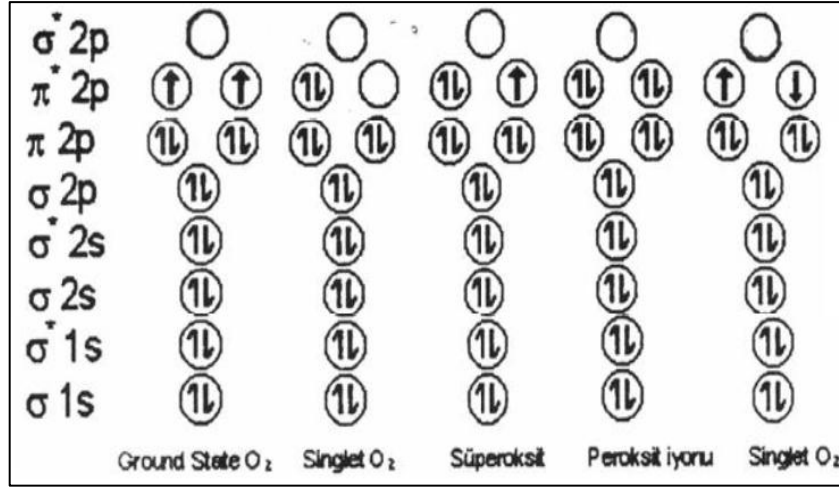 σ* 2p
π* 2p
π 2p
σ 2p
σ* 2s
σ 2s
σ* 1s
σ 1s
Ground State O₂ Singlet O₂ Süperoksit Peroksit iyonu Singlet O₂